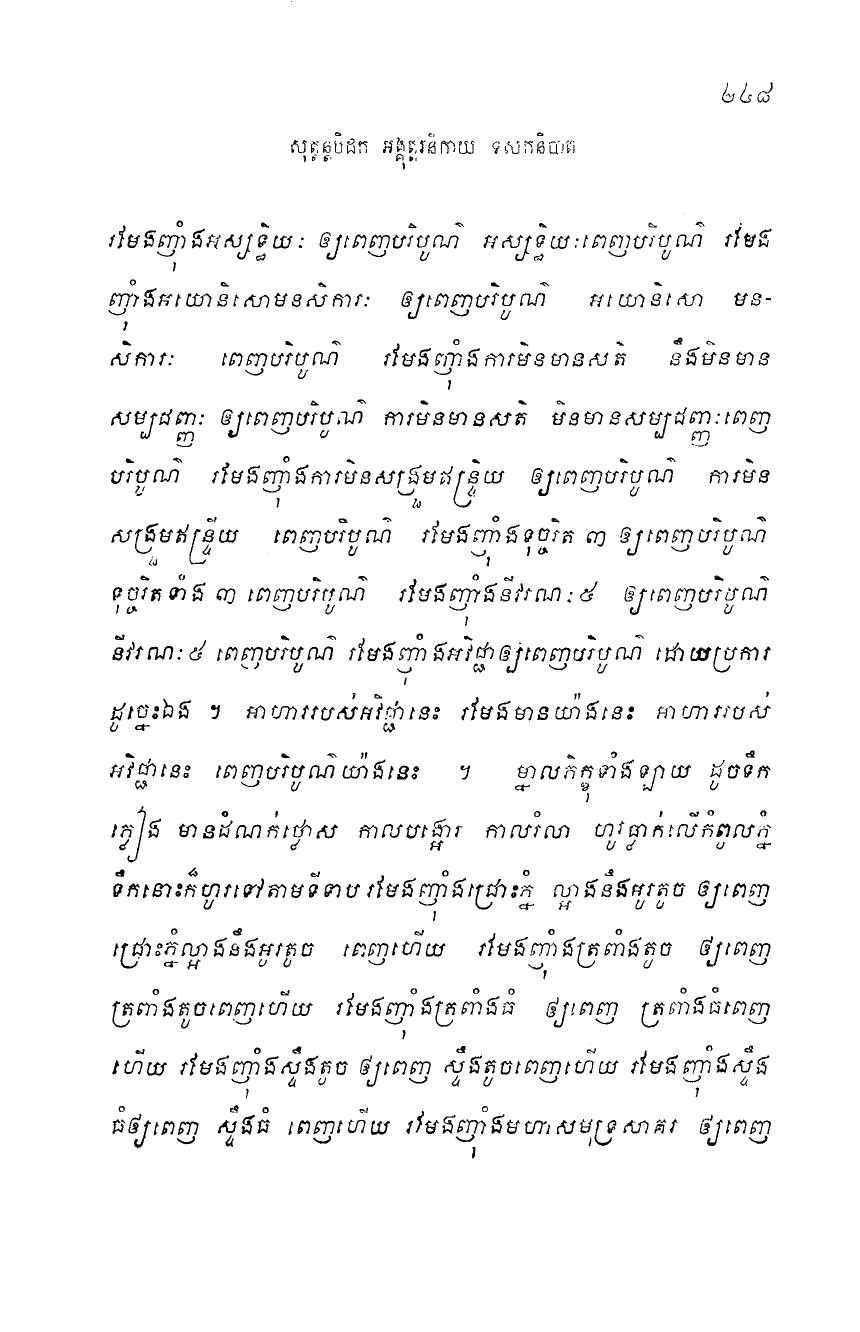 ២៤៨
សុត្តន្តបិដក អង្គុត្តរនិកាយ ទសកនិបាត
រមែងញ៉ាំងអស្សទ្ធិយៈ ឲ្យពេញបរិបូណ៌ អស្សទ្ធិយៈពេញបរិបូណ៌ រមែង
ញ៉ាំងអយោនិសោមនសិការៈ ឲ្យពេញបរិបូណ៌ អយោនិសោ មន-
សិការៈ ពេញបរិបូណ៌ រមែងញ៉ាំងការមិនមានសតិ នឹងមិនមាន
សម្បជញ្ញៈ ឲ្យពេញបរិបូណ៌ ការមិនមានសតិ មិនមានសម្បជញ្ញៈពេញ
បរិបូណ៌ រមែងញ៉ាំងការមិនសង្រួមឥន្ទ្រិយ ឲ្យពេញបរិបូណ៌ ការមិន
សង្រួមឥន្ទ្រីយ ពេញបរិបូណ៌ រមែងញ៉ាំងទុច្ចរិត ៣ ឲ្យពេញបរិបូណ៌
ទុច្ចរិតទាំង ៣ ពេញបរិបូណ៌ រមែងញ៉ាំងនីវរណៈ ៥ ឲ្យពេញបរិបូណ៌
នីវរណៈ ៥ ពេញបរិបូណ៌ រមែងញ៉ាំងអវិជ្ជាឲ្យពេញបរិបូណ៌ ដោយប្រការ
ដូច្នេះឯង ។ អាហាររបស់អវិជ្ជានេះ រមែងមានយ៉ាងនេះ អាហាររបស់
អវិជ្ជានេះ ពេញបរិបូណ៌យ៉ាងនេះ ។ ម្នាលភិក្ខុទាំងឡាយ ដូចទឹក
ភ្លៀង មានដំណក់ថ្លោស កាលបង្អោរ កាលរំលា ហូរធ្លាក់លើកំពូលភ្នំ
ទឹកនោះក៏ហូរទៅតាមទីទាប រមែងញ៉ាំងជ្រោះភ្នំ ល្អាងនឹងអូរតូច ឲ្យពេញ
ជ្រោះភ្នំល្អាងនឹងអូរតូច ពេញហើយ រមែងញ៉ាំងត្រពាំងតូច ឲ្យពេញ
ត្រពាំងតូចពេញហើយ រមែងញ៉ាំងត្រពាំងធំ ឲ្យពេញ ត្រពាំងធំពេញ
ហើយ រមែងញ៉ាំងស្ទឹងតូច ឲ្យពេញ ស្ទឹងតូចពេញហើយ រមែងញ៉ាំងស្ទឹង
ធំឲ្យពេញ ស្ទឹងធំ ពេញហើយ រមែងញ៉ាំងមហាសមុទ្រសាគរ ឲ្យពេញ